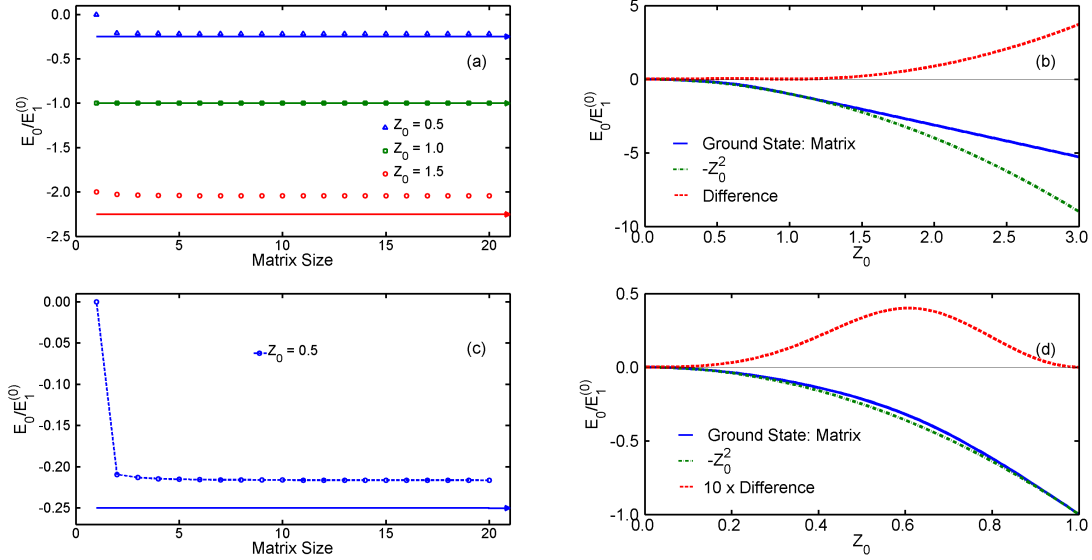 0.00
-0.25
-0.50
-1.0
-1.5
-2.0
-2.5
E₀/E₁⁽⁰⁾
(a)
Z₀ = 0.5
Z₀ = 1.0
Z₀ = 1.5
0 5 10 15 20
Matrix Size
5
0
-5
-10
E₀/E₁⁽⁰⁾
(b)
Ground State: Matrix
-Z₀²
Difference
0.0 0.5 1.0 1.5 2.0 2.5 3.0
Z₀
0.00
-0.05
-0.10
-0.15
-0.20
-0.25
E₀/E₁⁽⁰⁾
Z₀ = 0.5
(c)
0 5 10 15 20
Matrix Size
0.5
0.0
-0.5
-1.0
E₀/E₁⁽⁰⁾
(d)
Ground State: Matrix
-Z₀²
10 x Difference
0.0 0.2 0.4 0.6 0.8 1.0
Z₀